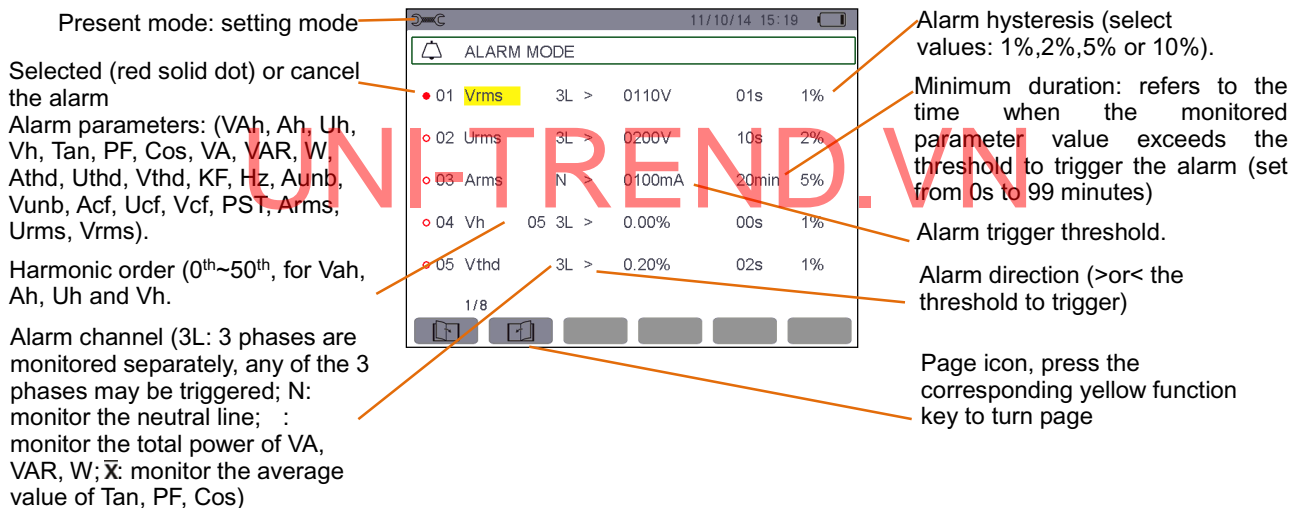 Present mode: setting mode
Selected (red solid dot) or cancel
the alarm
Alarm parameters: (VAh, Ah, Uh,
Vh, Tan, PF, Cos, VA, VAR, W,
Athd, Uthd, Vthd, KF, Hz, Aunb,
Vunb, Acf, Ucf, Vcf, PST, Arms,
Urms, Vrms).
Harmonic order (0th~50th, for Vah,
Ah, Uh and Vh.
Alarm channel (3L: 3 phases are
monitored separately, any of the 3
phases may be triggered; N:
monitor the neutral line;   :
monitor the total power of VA,
VAR, W; x̅: monitor the average
value of Tan, PF, Cos)
11/10/14 15:19
ALARM MODE
01 Vrms 3L > 0110V 01s 1%
02 Urms 3L > 0200V 10s 2%
03 Arms N > 0100mA 20min 5%
04 Vh 05 3L > 0.00% 00s 1%
05 Vthd 3L > 0.20% 02s 1%
1/8
Alarm hysteresis (select
values: 1%,2%,5% or 10%).
Minimum duration: refers to the
time when the monitored
parameter value exceeds the
threshold to trigger the alarm (set
from 0s to 99 minutes)
Alarm trigger threshold.
Alarm direction (>or< the
threshold to trigger)
Page icon, press the
corresponding yellow function
key to turn page
UNI-TREND.VN